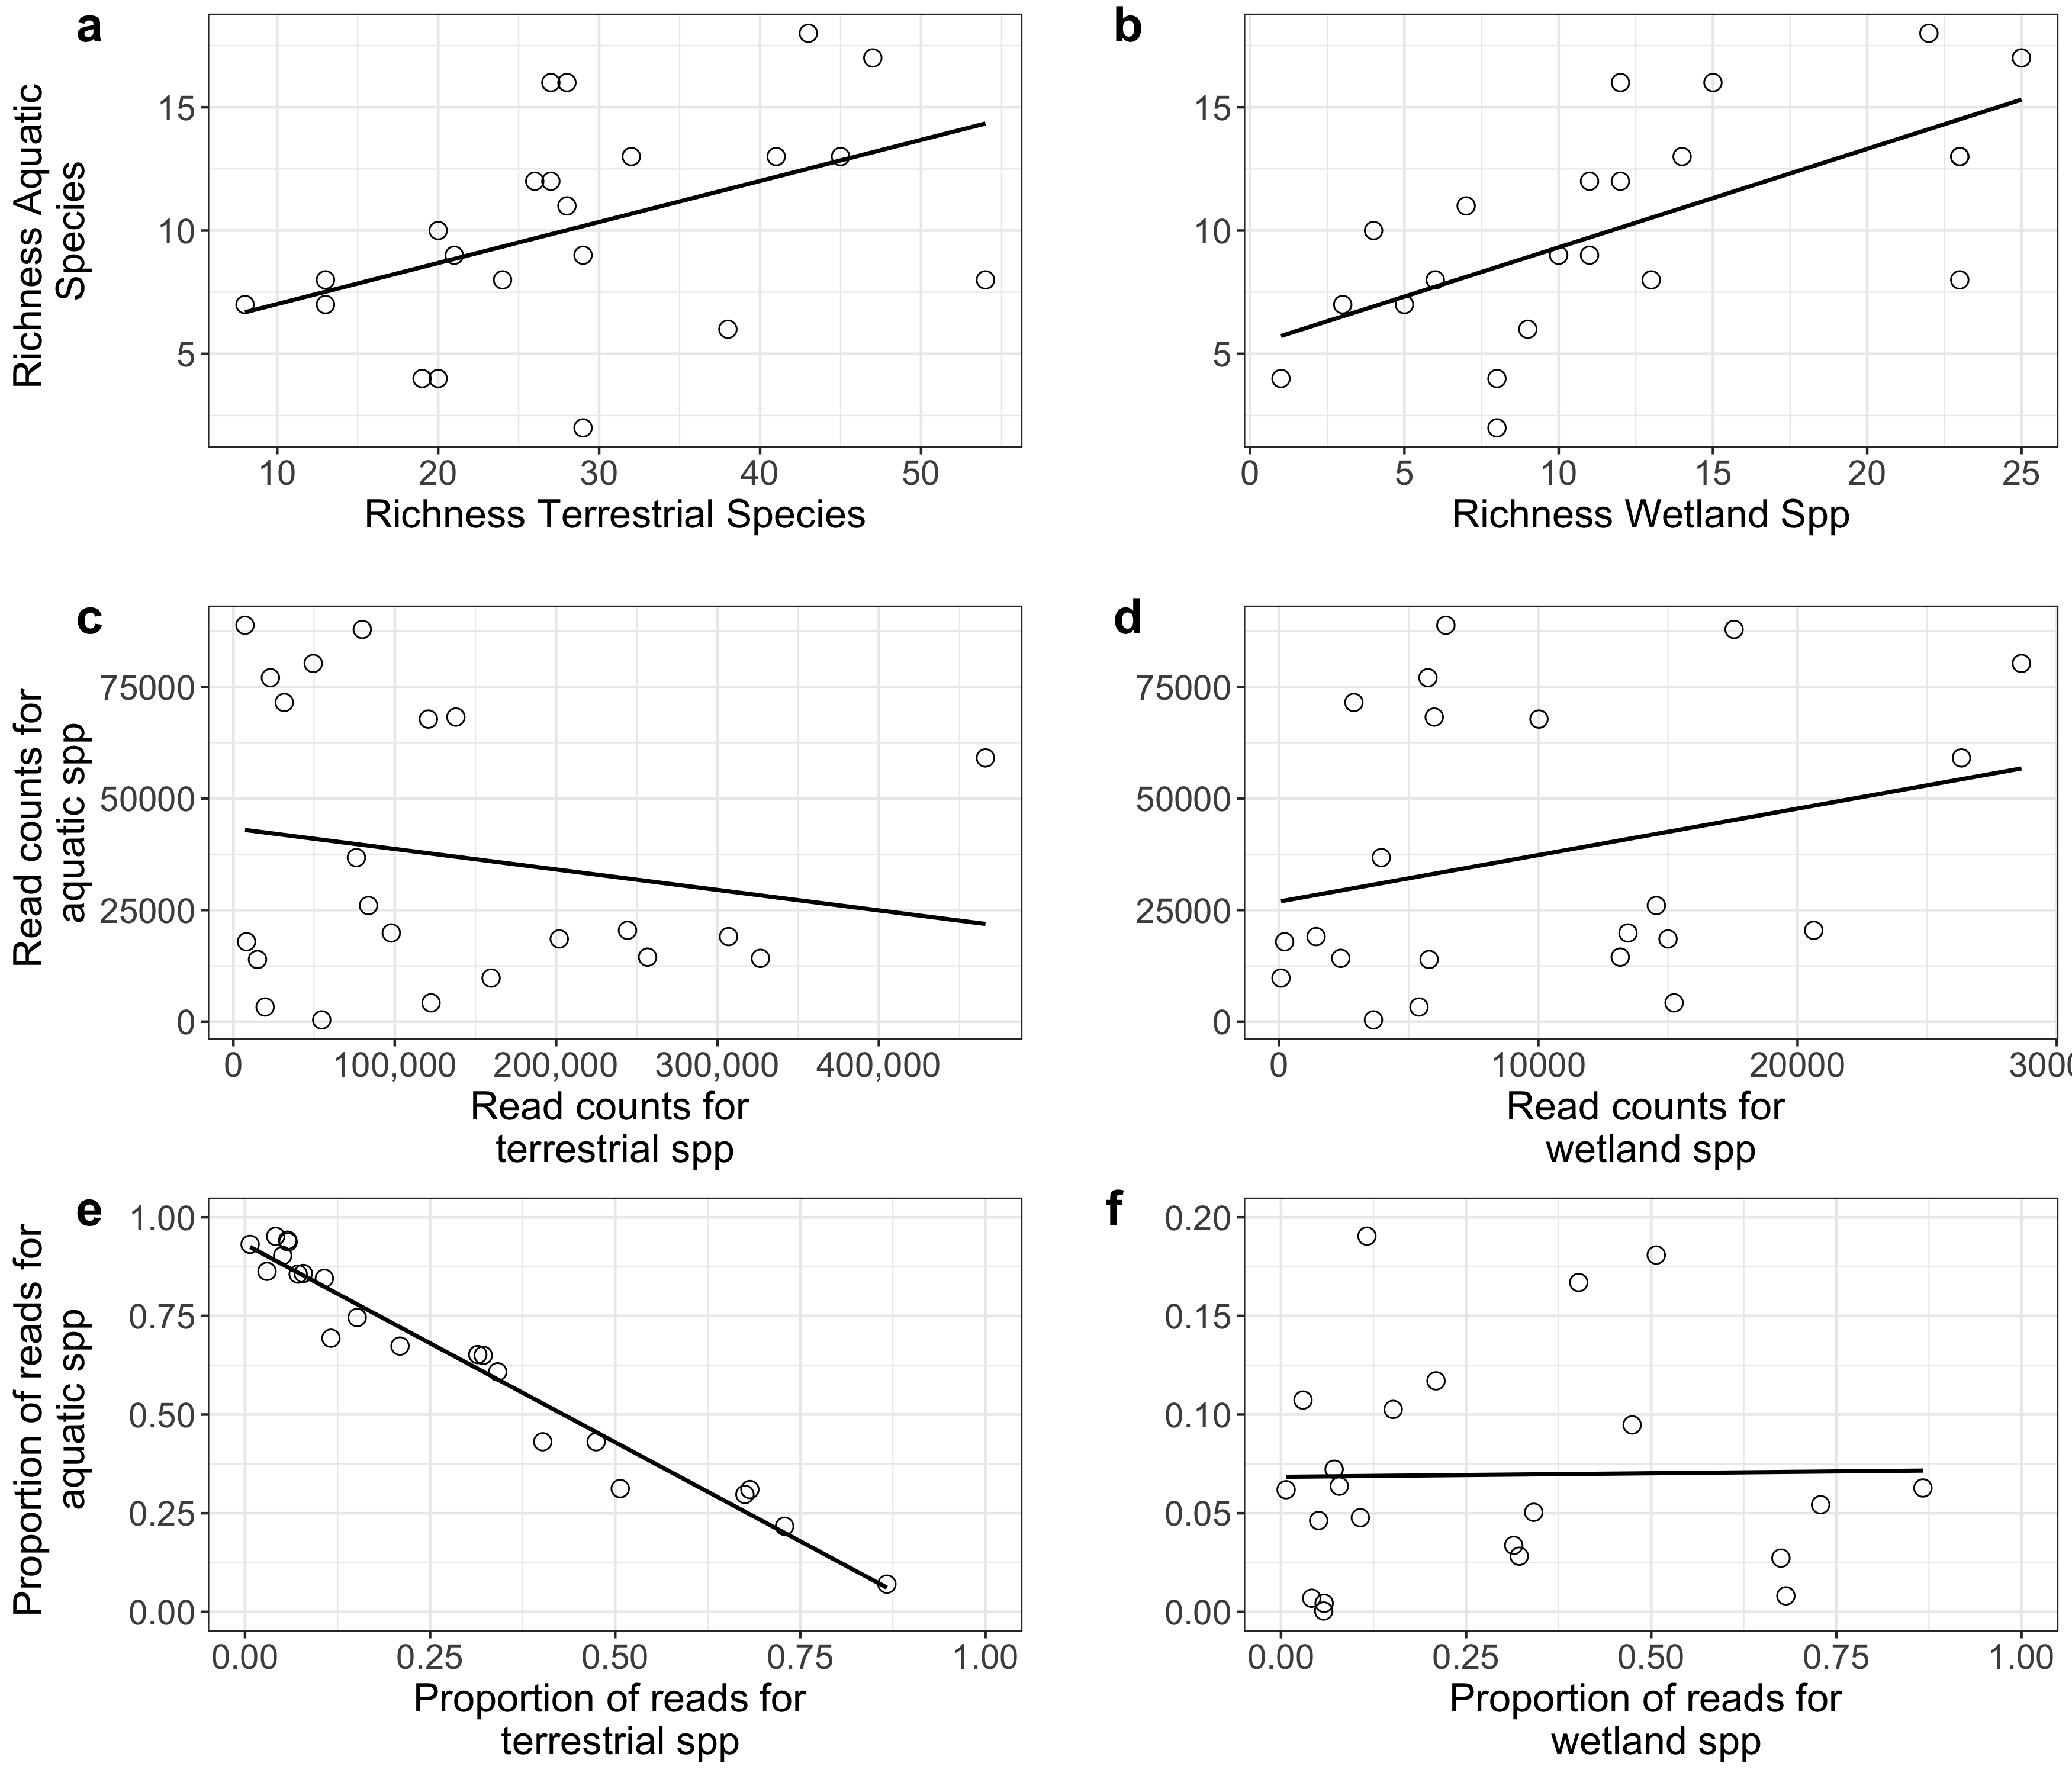 a
Richness Aquatic
Species
15
10
5
10 20 30 40 50
Richness Terrestrial Species
b
15
10
5
0 5 10 15 20 25
Richness Wetland Spp
c
Read counts for
aquatic spp
75000
50000
25000
0
0 100,000 200,000 300,000 400,000
Read counts for
terrestrial spp
d
75000
50000
25000
0
0 10000 20000 3000
Read counts for
wetland spp
e
Proportion of reads for
aquatic spp
1.00
0.75
0.50
0.25
0.00
0.00 0.25 0.50 0.75 1.00
Proportion of reads for
terrestrial spp
f
0.20
0.15
0.10
0.05
0.00
0.00 0.25 0.50 0.75 1.00
Proportion of reads for
wetland spp